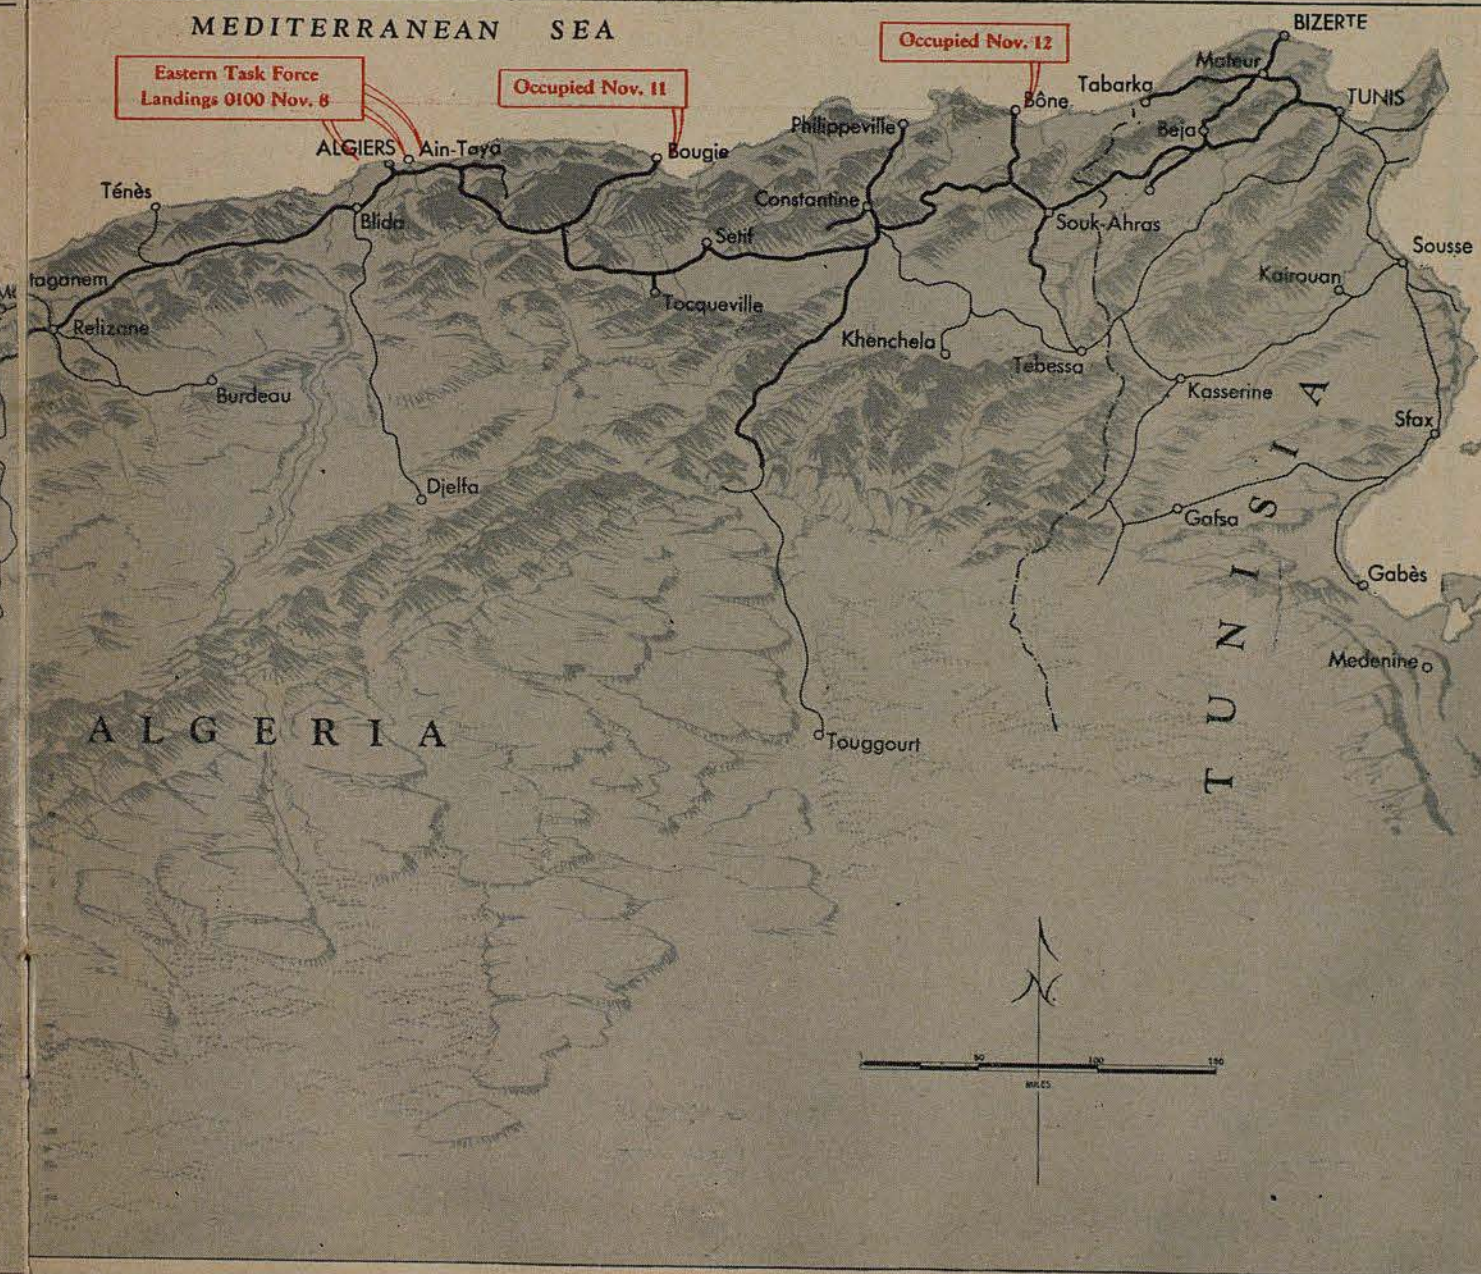 MEDITERRANEAN SEA
Eastern Task Force
Landings 0100 Nov. 8
Occupied Nov. 11
Occupied Nov. 12
BIZERTE
Mateur
Tabarka
Bône
TUNIS
Philippeville
Béja
ALGIERS
Ain-Taya
Bougie
Ténès
Constantine
Blida
Souk-Ahras
Setif
Sousse
Kairouan
taganem
Tocqueville
Relizane
Khenchela
Tebessa
Burdeau
Kasserine
Sfax
Djelfa
Gafsa
Gabès
Medenine
TUNISIA
ALGERIA
Touggourt
N
50 100 150
MILES